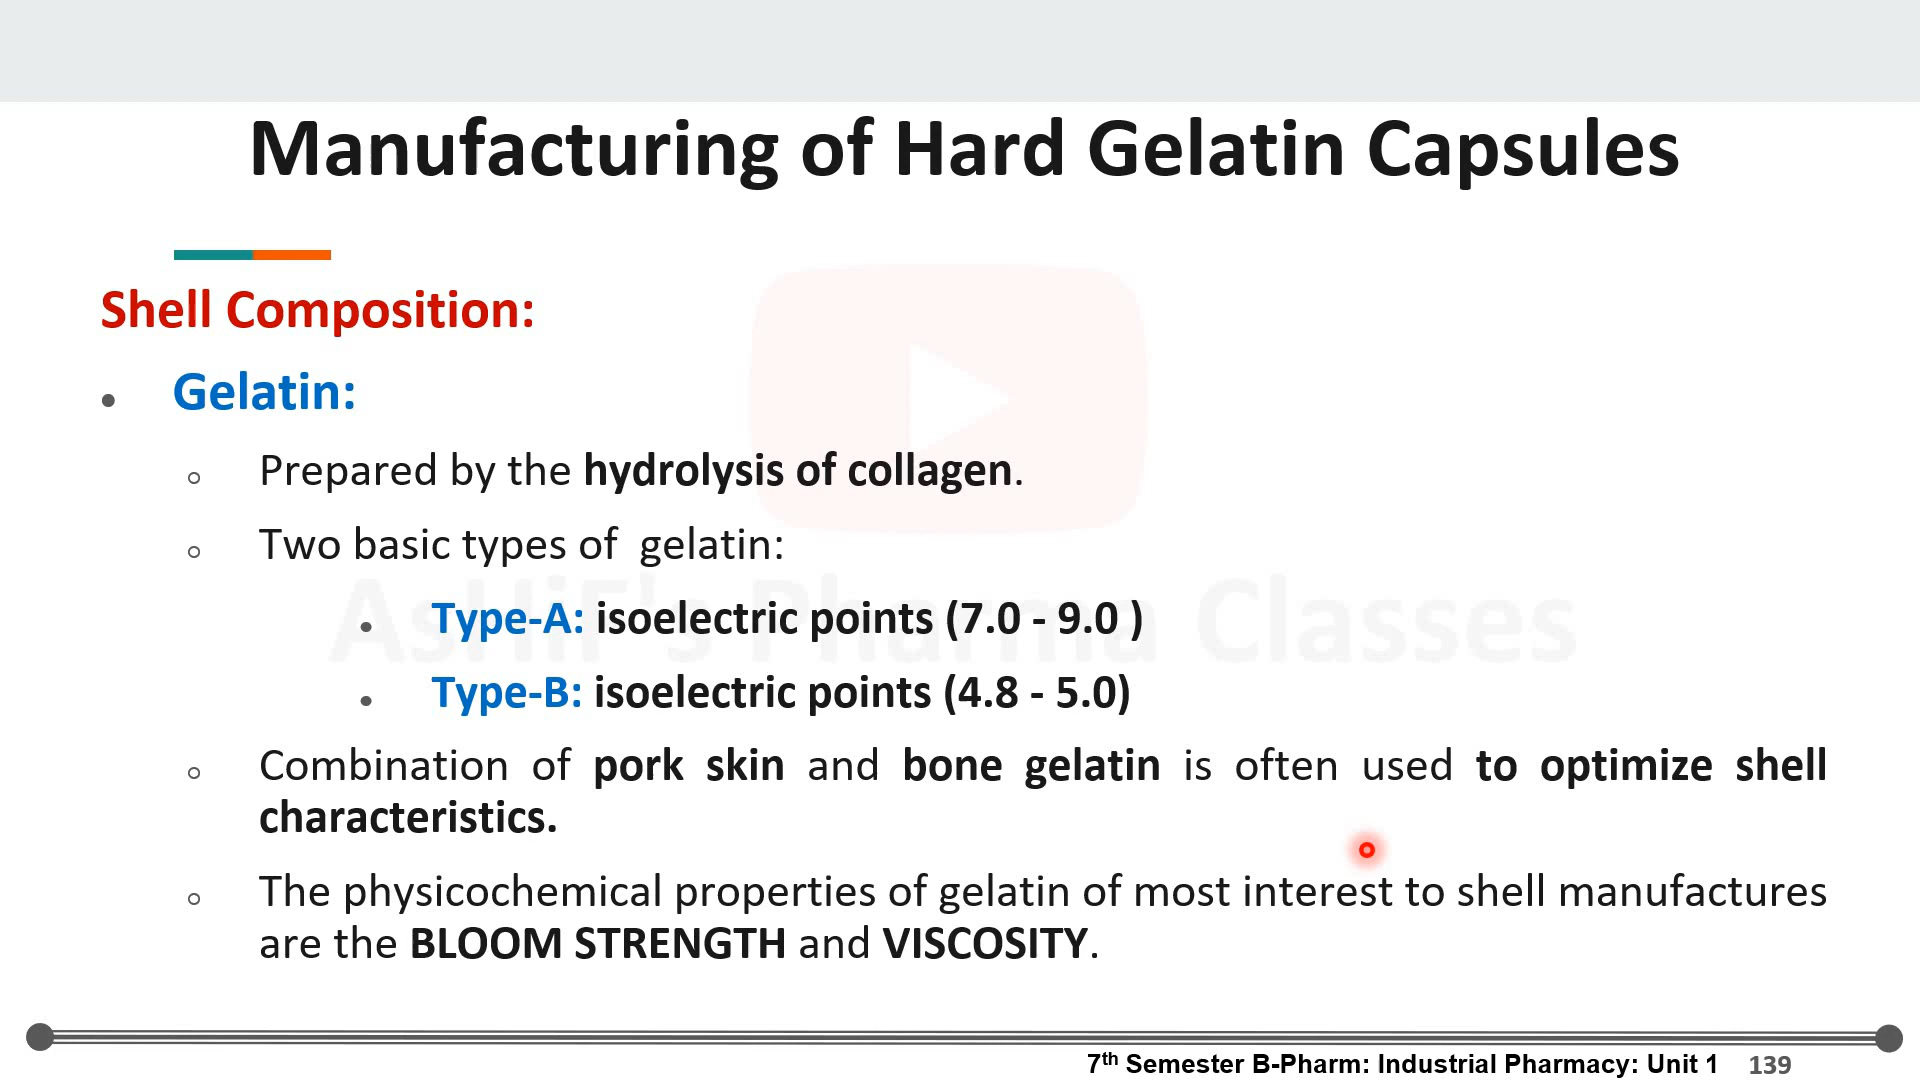 Manufacturing of Hard Gelatin Capsules
Shell Composition:
• Gelatin:
○ Prepared by the hydrolysis of collagen.
○ Two basic types of  gelatin:
• Type-A: isoelectric points (7.0 - 9.0 )
• Type-B: isoelectric points (4.8 - 5.0)
○ Combination of pork skin and bone gelatin is often used to optimize shell
characteristics.
○ The physicochemical properties of gelatin of most interest to shell manufactures
are the BLOOM STRENGTH and VISCOSITY.
AsHiF's Pharma Classes
7th Semester B-Pharm: Industrial Pharmacy: Unit 1 139